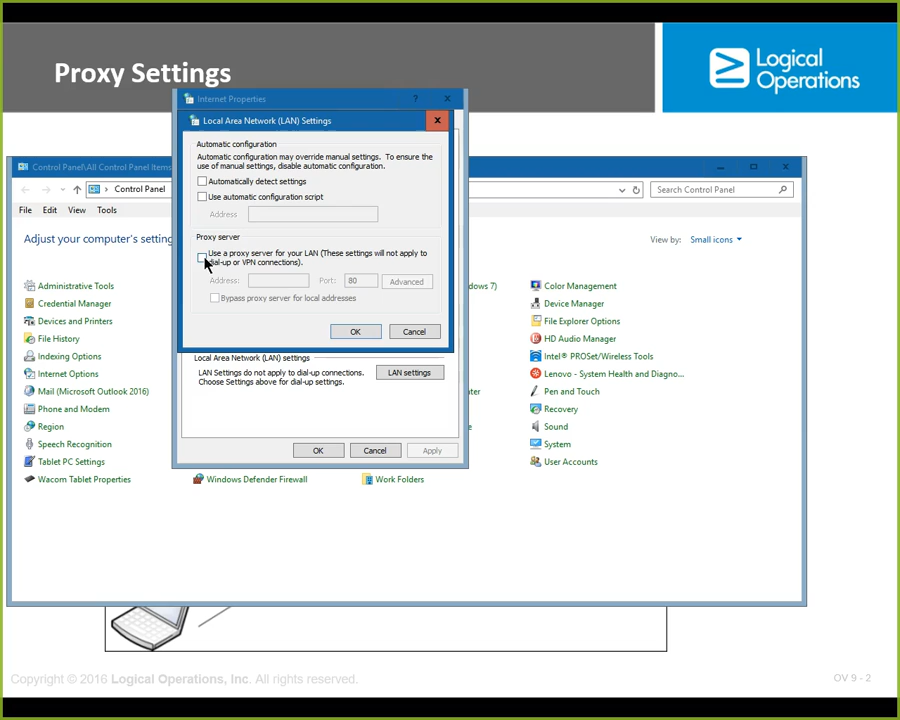 Proxy Settings
Logical
Operations
Internet Properties
?
Local Area Network (LAN) Settings
Automatic configuration
Automatic configuration may override manual settings. To ensure the
use of manual settings, disable automatic configuration.
Automatically detect settings
Use automatic configuration script
Address
Proxy server
Use a proxy server for your LAN (These settings will not apply to
dial-up or VPN connections).
Address:
Port:
80
Advanced
Bypass proxy server for local addresses
OK
Cancel
Local Area Network (LAN) settings
LAN Settings do not apply to dial-up connections.
Choose Settings above for dial-up settings.
LAN settings
OK
Cancel
Apply
Control Panel\All Control Panel Items
Control Panel
Search Control Panel
File Edit View Tools
Adjust your computer's setting
View by: Small icons
Administrative Tools
Credential Manager
Devices and Printers
File History
Indexing Options
Internet Options
Mail (Microsoft Outlook 2016)
Phone and Modem
Region
Speech Recognition
Tablet PC Settings
Wacom Tablet Properties
Windows Defender Firewall
dows 7)
ter
Work Folders
Color Management
Device Manager
File Explorer Options
HD Audio Manager
Intel® PROSet/Wireless Tools
Lenovo - System Health and Diagno...
Pen and Touch
Recovery
Sound
System
User Accounts
Copyright © 2016 Logical Operations, Inc. All rights reserved.
OV 9 - 2